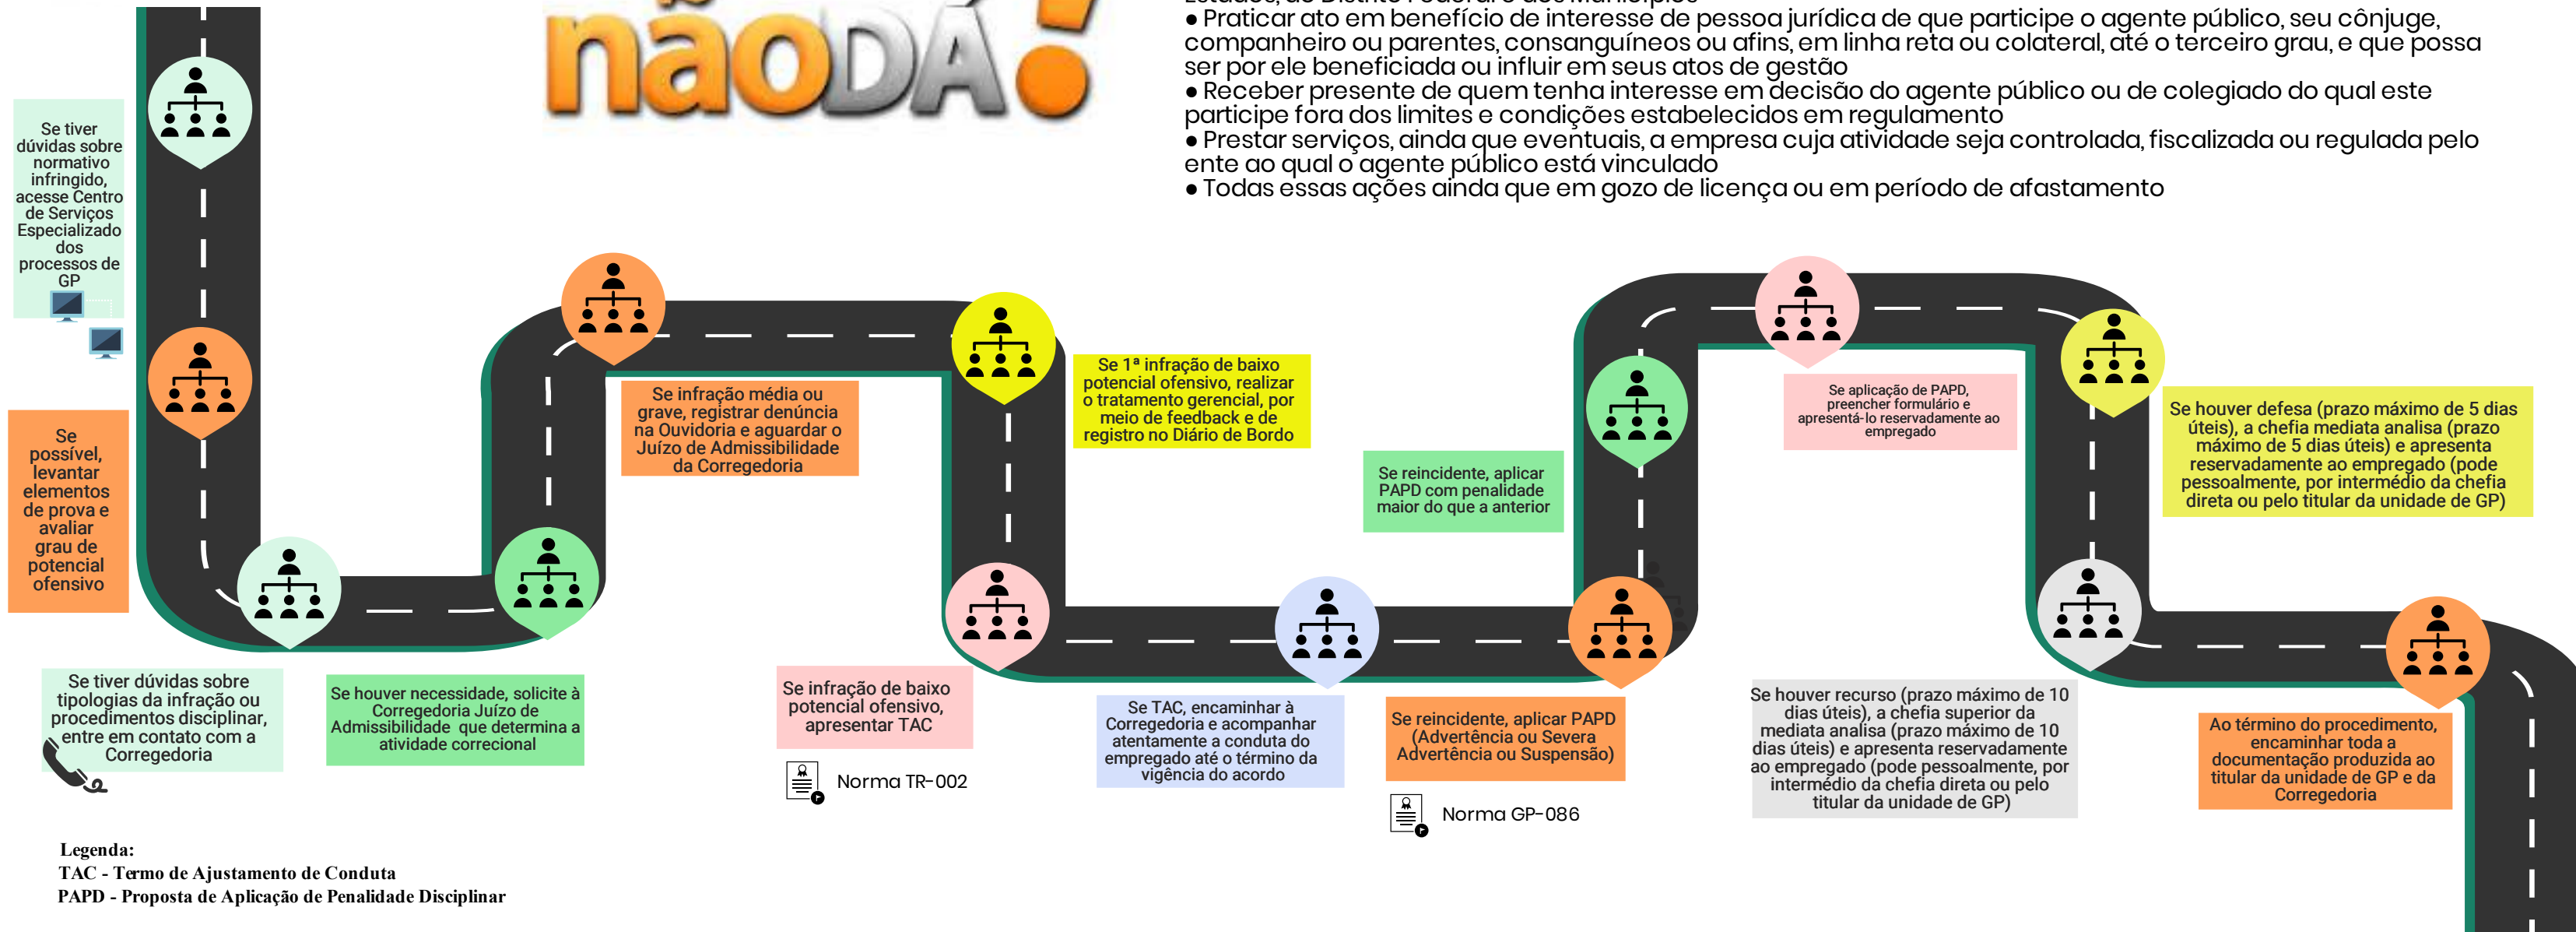 nãoDÁ!
● Praticar ato em benefício de interesse de pessoa jurídica de que participe o agente público, seu cônjuge,
companheiro ou parentes, consanguíneos ou afins, em linha reta ou colateral, até o terceiro grau, e que possa
ser por ele beneficiada ou influir em seus atos de gestão
● Receber presente de quem tenha interesse em decisão do agente público ou de colegiado do qual este
participe fora dos limites e condições estabelecidos em regulamento
● Prestar serviços, ainda que eventuais, a empresa cuja atividade seja controlada, fiscalizada ou regulada pelo
ente ao qual o agente público está vinculado
● Todas essas ações ainda que em gozo de licença ou em período de afastamento
Se tiver
dúvidas sobre
normativo
infringido,
acesse Centro
de Serviços
Especializado
dos
processos de
GP
Se
possível,
levantar
elementos
de prova e
avaliar
grau de
potencial
ofensivo
Se tiver dúvidas sobre
tipologias da infração ou
procedimentos disciplinar,
entre em contato com a
Corregedoria
Se houver necessidade, solicite à
Corregedoria Juízo de
Admissibilidade que determina a
atividade correcional
Se infração média ou
grave, registrar denúncia
na Ouvidoria e aguardar o
Juízo de Admissibilidade
da Corregedoria
Se 1ª infração de baixo
potencial ofensivo, realizar
o tratamento gerencial, por
meio de feedback e de
registro no Diário de Bordo
Se infração de baixo
potencial ofensivo,
apresentar TAC
Norma TR-002
Se TAC, encaminhar à
Corregedoria e acompanhar
atentamente a conduta do
empregado até o término da
vigência do acordo
Se reincidente, aplicar PAPD
(Advertência ou Severa
Advertência ou Suspensão)
Norma GP-086
Se reincidente, aplicar
PAPD com penalidade
maior do que a anterior
Se aplicação de PAPD,
preencher formulário e
apresentá-lo reservadamente ao
empregado
Se houver defesa (prazo máximo de 5 dias
úteis), a chefia mediata analisa (prazo
máximo de 5 dias úteis) e apresenta
reservadamente ao empregado (pode
pessoalmente, por intermédio da chefia
direta ou pelo titular da unidade de GP)
Se houver recurso (prazo máximo de 10
dias úteis), a chefia superior da
mediata analisa (prazo máximo de 10
dias úteis) e apresenta reservadamente
ao empregado (pode pessoalmente, por
intermédio da chefia direta ou pelo
titular da unidade de GP)
Ao término do procedimento,
encaminhar toda a
documentação produzida ao
titular da unidade de GP e da
Corregedoria
Legenda:
TAC - Termo de Ajustamento de Conduta
PAPD - Proposta de Aplicação de Penalidade Disciplinar